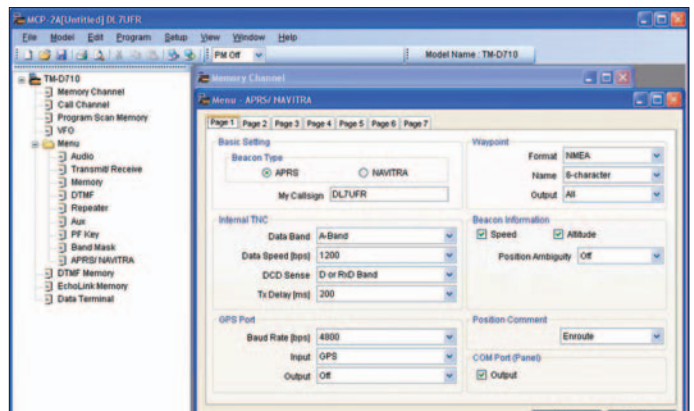 MCP-2A[Untitled] DL7UFR
File Model Edit Program Setup View Window Help
PM Off
Model Name : TM-D710
TM-D710
Memory Channel
Call Channel
Program Scan Memory
VFO
Menu
Audio
Transmit/ Receive
Memory
DTMF
Repeater
Aux
PF Key
Band Mask
APRS/ NAVITRA
DTMF Memory
EchoLink Memory
Data Terminal
Memory Channel
Menu - APRS/ NAVITRA
Page 1 Page 2 Page 3 Page 4 Page 5 Page 6 Page 7
Basic Setting
Beacon Type
APRS NAVITRA
My Callsign DL7UFR
Internal TNC
Data Band A-Band
Data Speed [bps] 1200
DCD Sense D or RxD Band
Tx Delay [ms] 200
GPS Port
Baud Rate [bps] 4800
Input GPS
Output Off
Waypoint
Format NMEA
Name 6-character
Output All
Beacon Information
Speed Altitude
Position Ambiguity Off
Position Comment
Enroute
COM Port (Panel)
Output